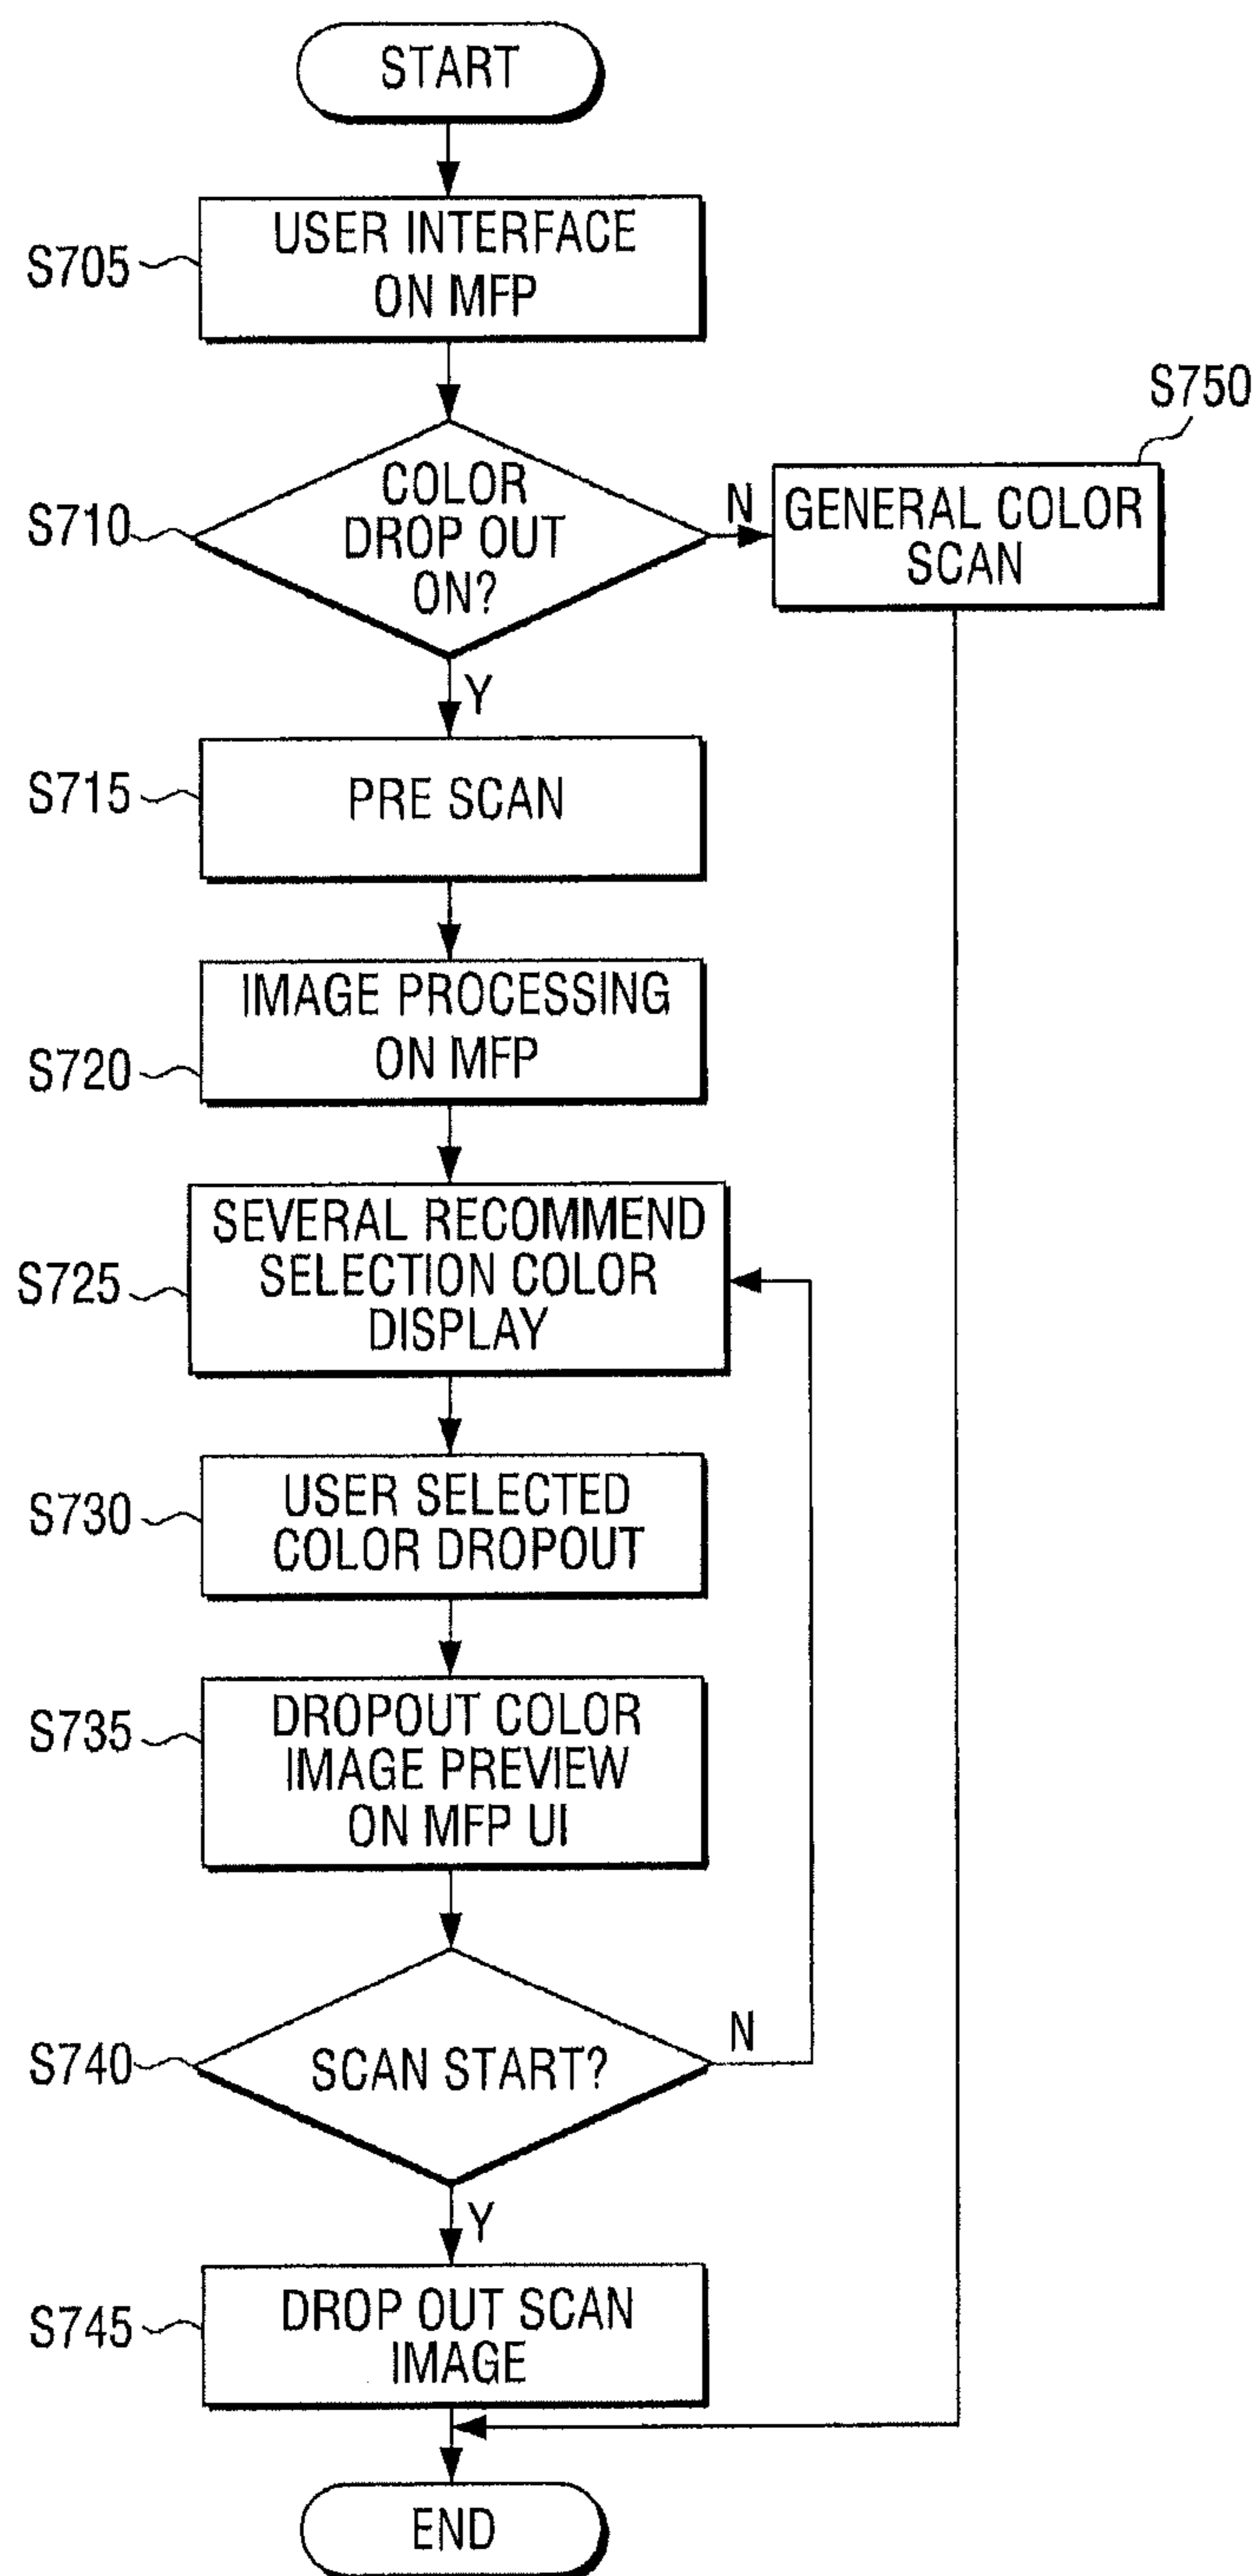 START
S705
USER INTERFACE
ON MFP
S750
S710
COLOR
DROP OUT
ON?
N
GENERAL COLOR
SCAN
Y
S715
PRE SCAN
S720
IMAGE PROCESSING
ON MFP
S725
SEVERAL RECOMMEND
SELECTION COLOR
DISPLAY
S730
USER SELECTED
COLOR DROPOUT
S735
DROPOUT COLOR
IMAGE PREVIEW
ON MFP UI
S740
SCAN START?
N
Y
S745
DROP OUT SCAN
IMAGE
END